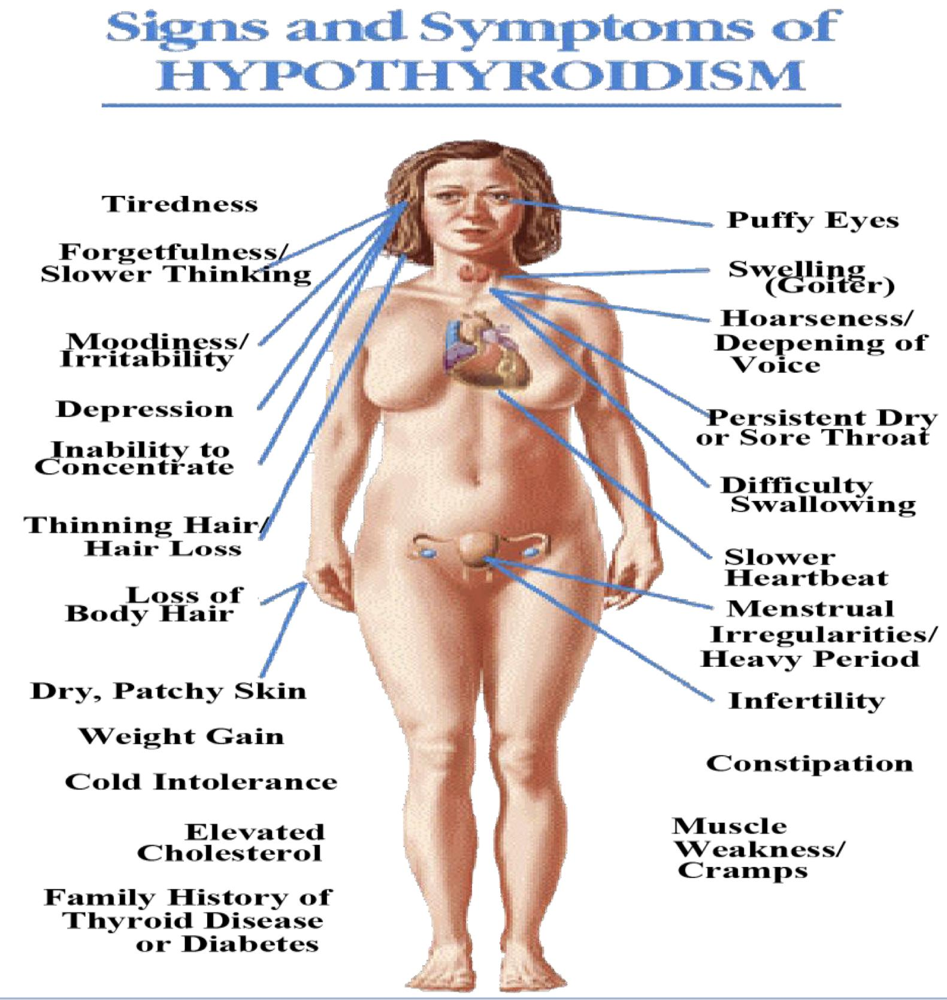 Signs and Symptoms of
HYPOTHYROIDISM
Tiredness
Forgetfulness/
Slower Thinking
Moodiness/
Irritability
Depression
Inability to
Concentrate
Thinning Hair/
Hair Loss
Loss of
Body Hair
Dry, Patchy Skin
Weight Gain
Cold Intolerance
Elevated
Cholesterol
Family History of
Thyroid Disease
or Diabetes
Puffy Eyes
Swelling
(Goiter)
Hoarseness/
Deepening of
Voice
Persistent Dry
or Sore Throat
Difficulty
Swallowing
Slower
Heartbeat
Menstrual
Irregularities/
Heavy Period
Infertility
Constipation
Muscle
Weakness/
Cramps